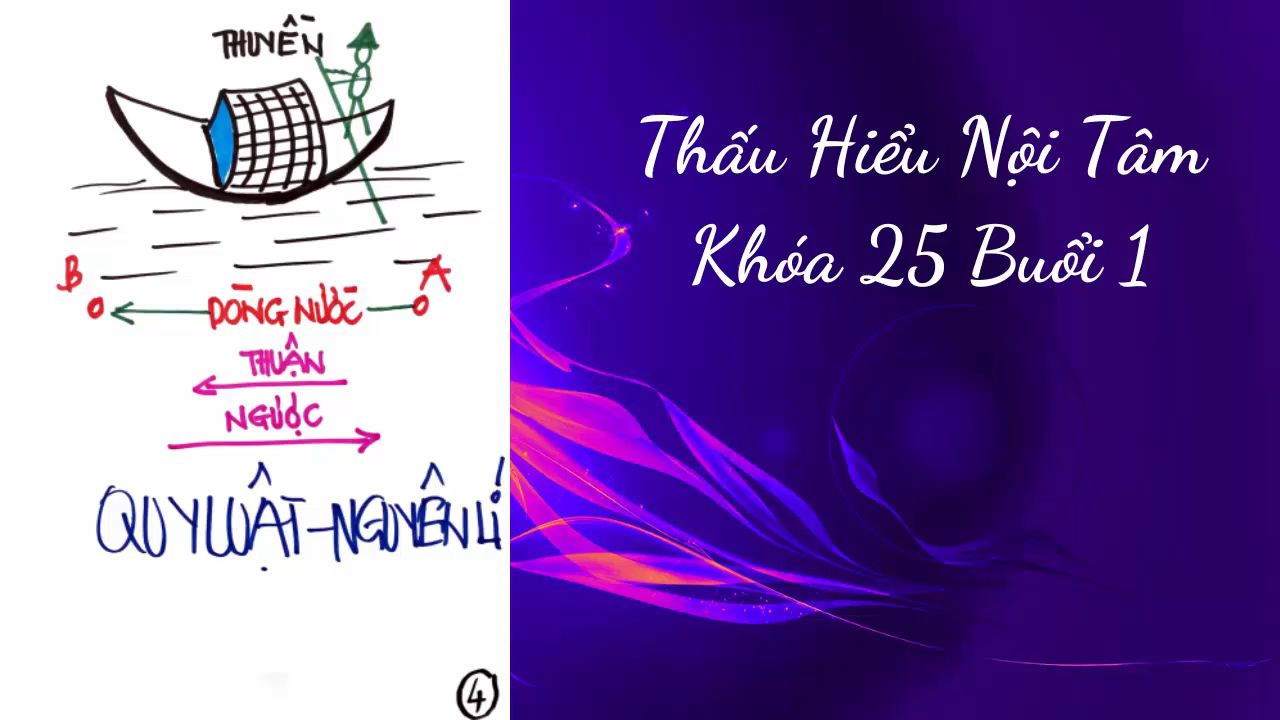 THUYỀN
B
A
DÒNG NƯỚC
THUẬN
NGƯỢC
QUY LUẬT - NGUYÊN LÍ
4
Thấu Hiểu Nội Tâm
Khóa 25 Buổi 1